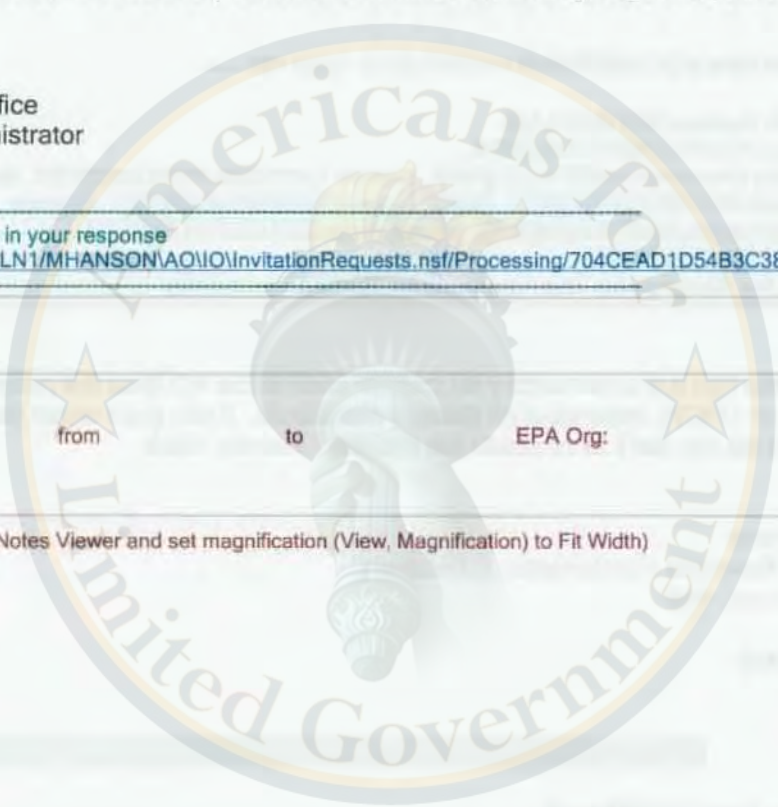 fice
istrator
in your response
LN1/MHANSON\AO\IO\InvitationRequests.nsf/Processing/704CEAD1D54B3C38
from to EPA Org:
Notes Viewer and set magnification (View, Magnification) to Fit Width)
Americans for
Limited Government